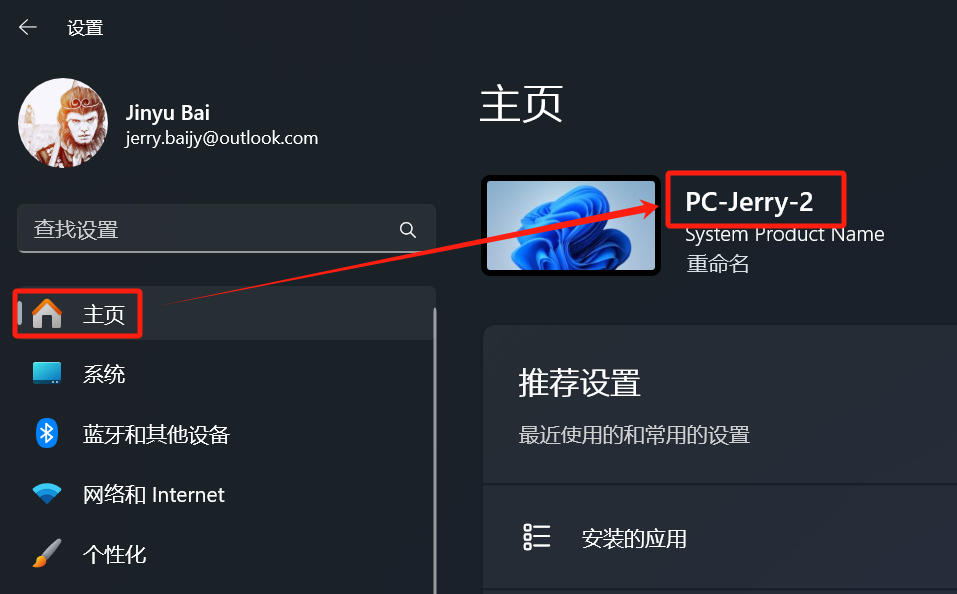 设置
Jinyu Bai
jerry.baijy@outlook.com
查找设置
主页
系统
蓝牙和其他设备
网络和 Internet
个性化
主页
PC-Jerry-2
System Product Name
重命名
推荐设置
最近使用的和常用的设置
安装的应用